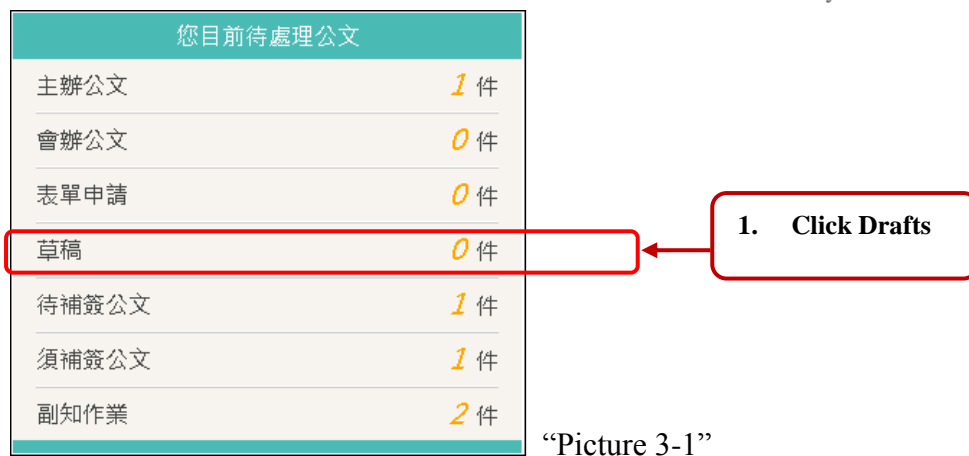 您目前待處理公文
主辦公文 1 件
會辦公文 0 件
表單申請 0 件
草稿 0 件
1. Click Drafts
待補簽公文 1 件
須補簽公文 1 件
副知作業 2 件
“Picture 3-1”